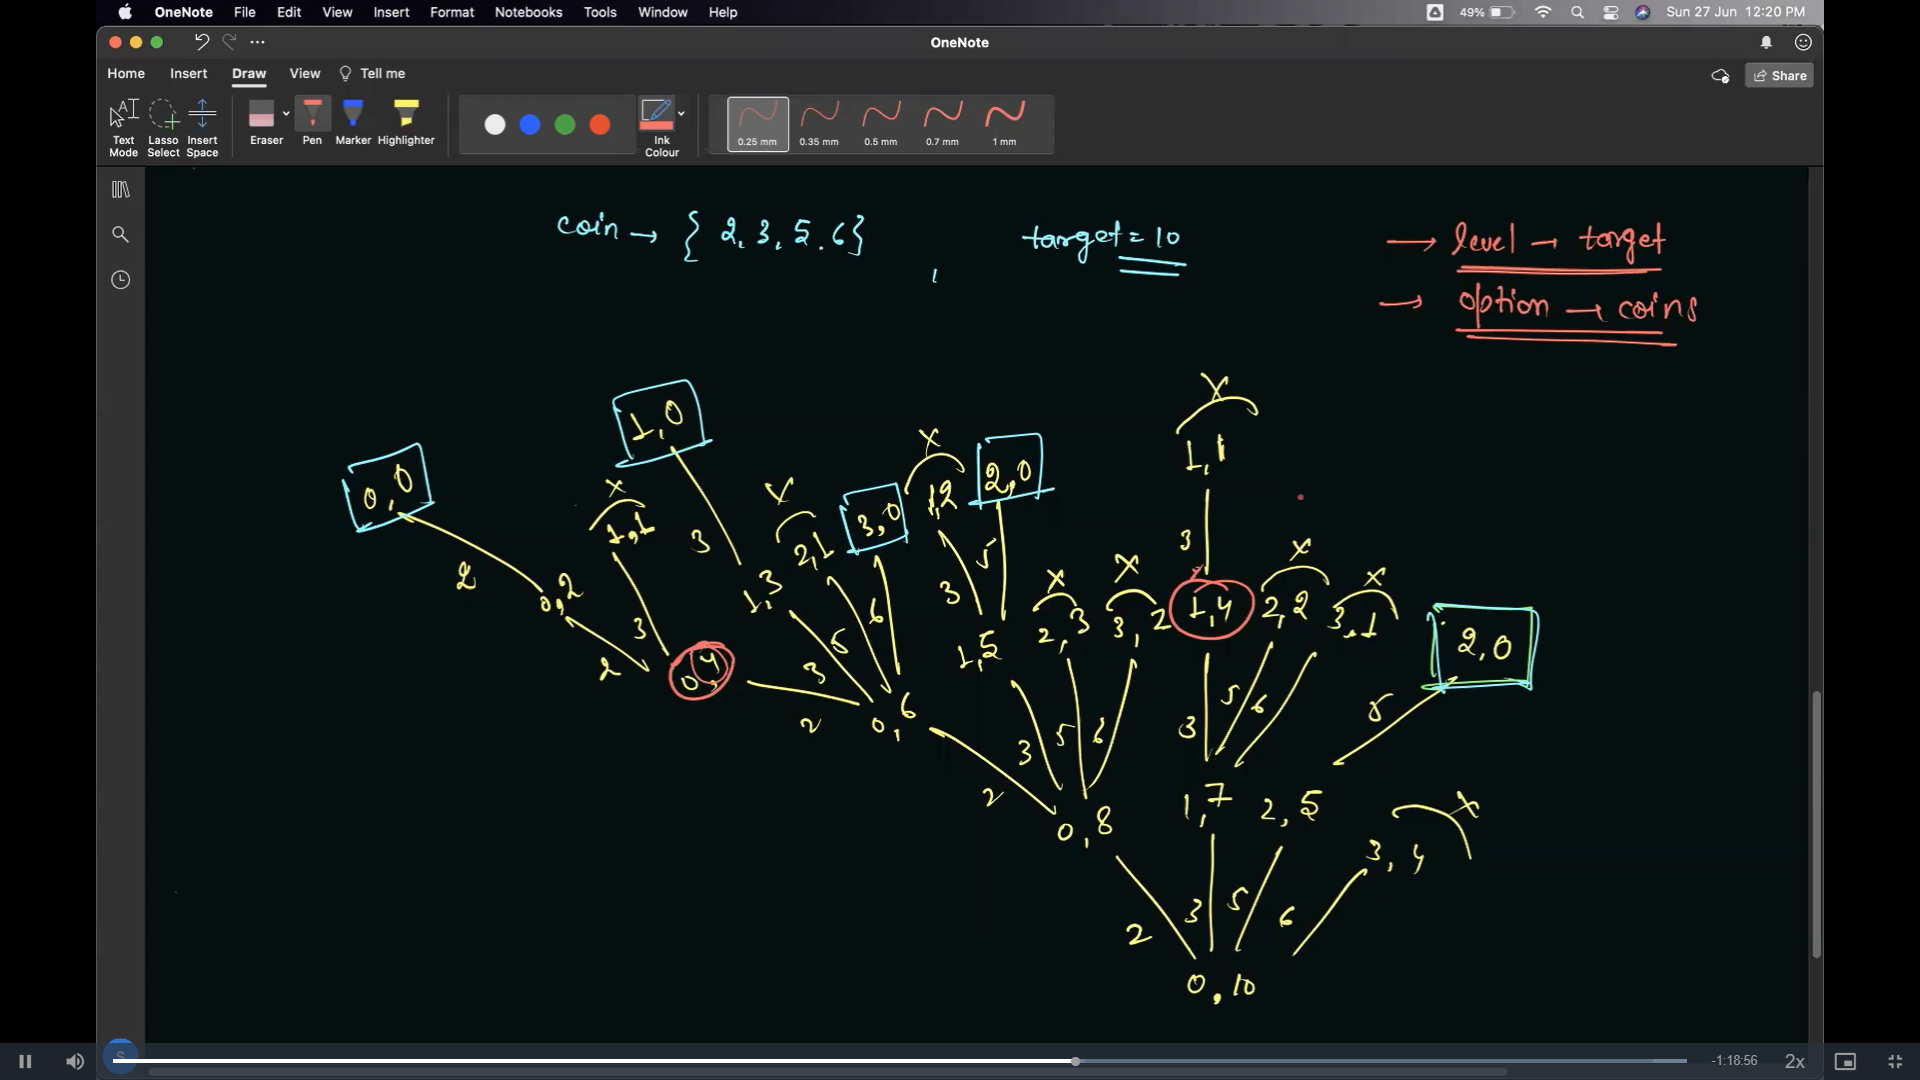 OneNote File Edit View Insert Format Notebooks Tools Window Help 49% Sun 27 Jun 12:20 PM
OneNote
Home Insert Draw View Tell me Share
Text Mode Lasso Select Insert Space Eraser Pen Marker Highlighter Ink Colour 0.25 mm 0.35 mm 0.5 mm 0.7 mm 1 mm
coin → { 2, 3, 5. 6} target = 10 → level → target
→ option → coins
X
1,0
X 1,1
0,0 X 2,0
X X 3,0 1,2
1,1 3 2,1 3
2 0,2 1,3 6 3 5 X X X X
2,3 3,2 1,4 2,2 3,1
2 3 0,4 3 5 1,5 2,0
2 0,6 3 5 6 3 5 6 5
2 1,7 2,5 X
0,8 3,4
2 3 5 6
0,10
-1:18:56 2x